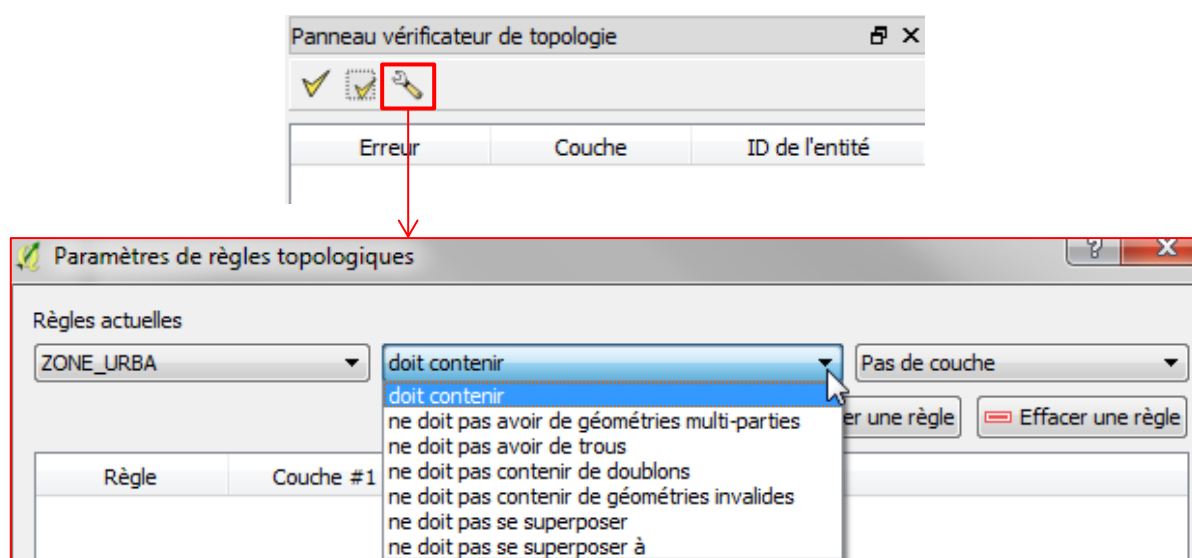 Panneau vérificateur de topologie
Erreur Couche ID de l'entité
Paramètres de règles topologiques
Règles actuelles
ZONE_URBA doit contenir Pas de couche
doit contenir
ne doit pas avoir de géométries multi-parties
ne doit pas avoir de trous
ne doit pas contenir de doublons
ne doit pas contenir de géométries invalides
ne doit pas se superposer
ne doit pas se superposer à
une règle Effacer une règle
Règle Couche #1